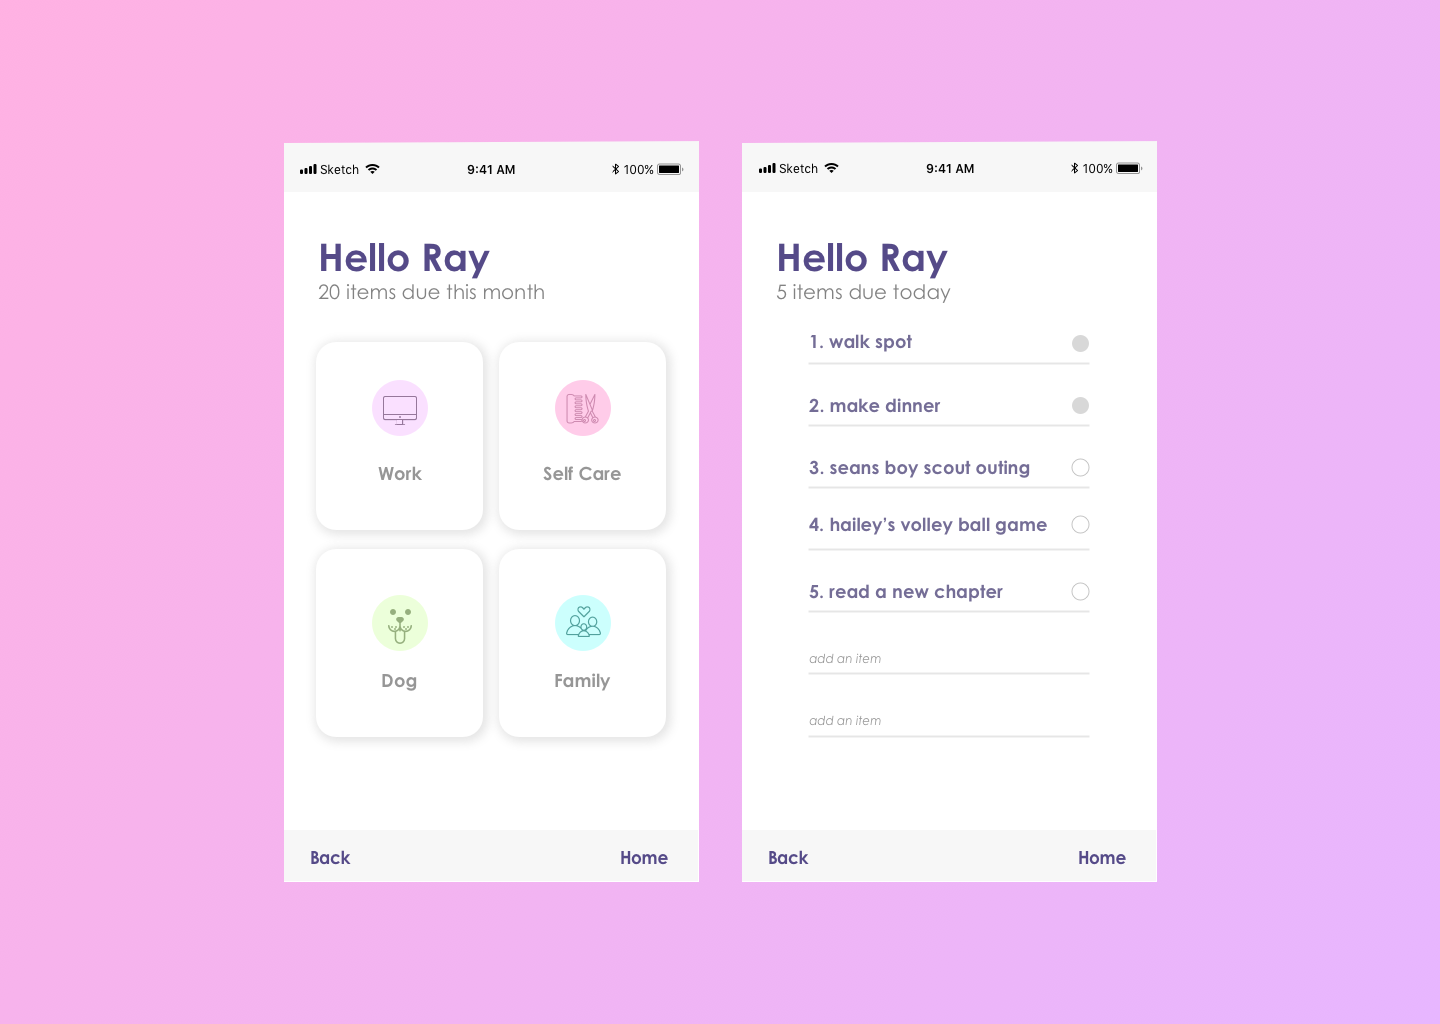 Sketch 9:41 AM 100%
Hello Ray
20 items due this month
Work
Self Care
Dog
Family
Back Home
Sketch 9:41 AM 100%
Hello Ray
5 items due today
1. walk spot
2. make dinner
3. seans boy scout outing
4. hailey’s volley ball game
5. read a new chapter
add an item
add an item
Back Home